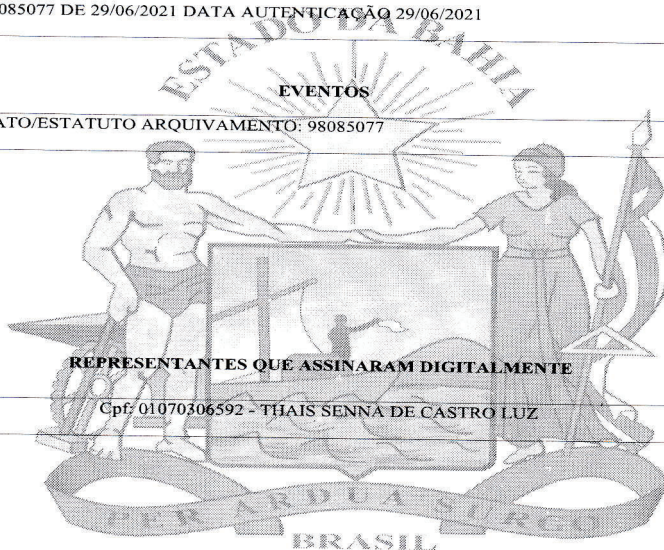 085077 DE 29/06/2021 DATA AUTENTICAÇÃO 29/06/2021
ESTADO DA BAHIA
EVENTOS
ATO/ESTATUTO ARQUIVAMENTO: 98085077
REPRESENTANTES QUE ASSINARAM DIGITALMENTE
Cpf: 01070306592 - THAIS SENNA DE CASTRO LUZ
PER ARDUA SURGO
BRASIL